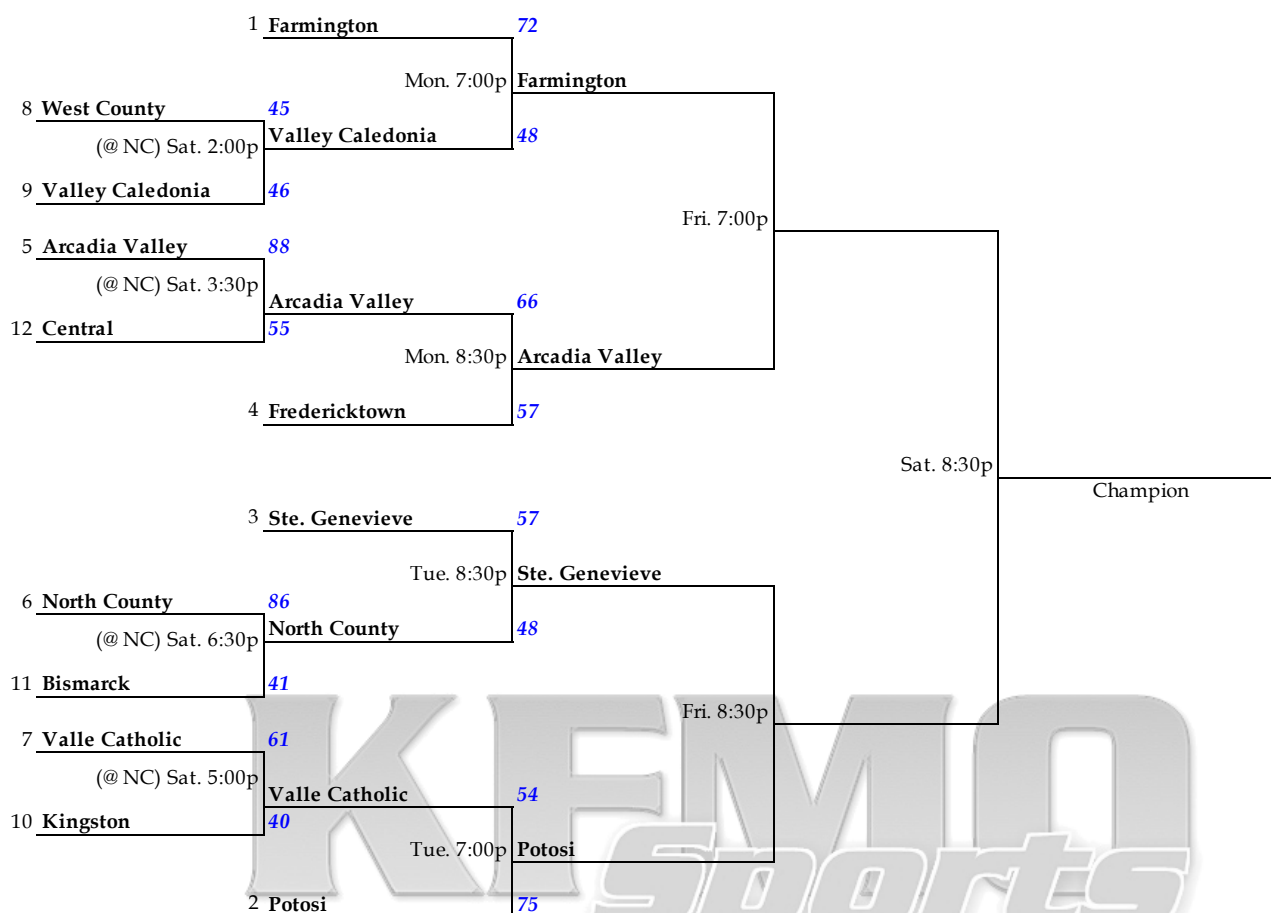 1 Farmington 72
Mon. 7:00p Farmington
8 West County 45
Valley Caledonia 48
(@ NC) Sat. 2:00p
9 Valley Caledonia 46
Fri. 7:00p
5 Arcadia Valley 88
(@ NC) Sat. 3:30p
Arcadia Valley 66
12 Central 55
Mon. 8:30p Arcadia Valley
4 Fredericktown 57
Sat. 8:30p
Champion
3 Ste. Genevieve 57
Tue. 8:30p Ste. Genevieve
6 North County 86
North County 48
(@ NC) Sat. 6:30p
11 Bismarck 41
Fri. 8:30p
7 Valle Catholic 61
(@ NC) Sat. 5:00p
Valle Catholic 54
10 Kingston 40
Tue. 7:00p Potosi
2 Potosi 75
KFMO
Sports